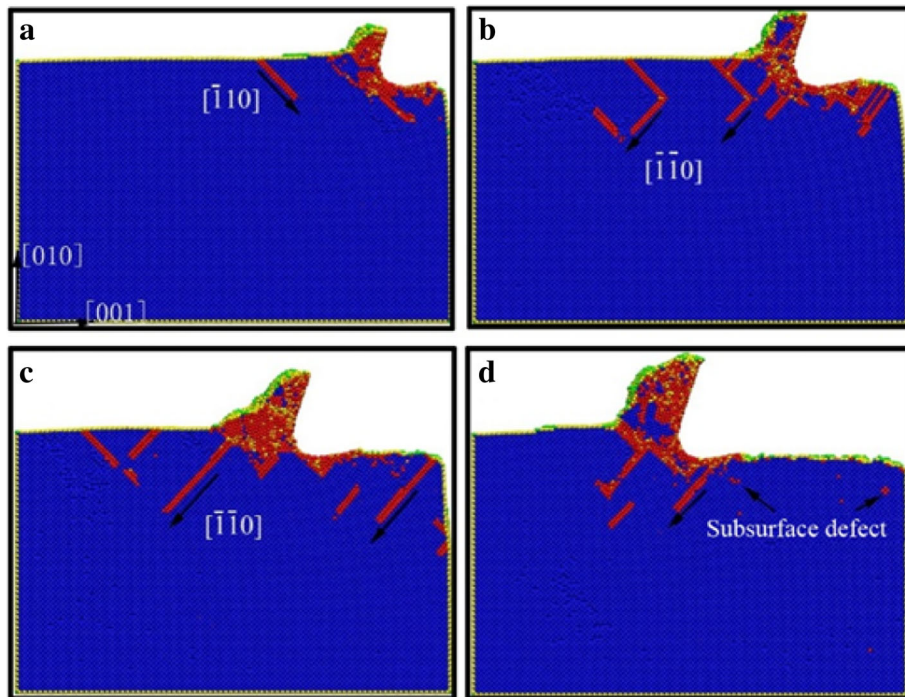 a
[1̄10]
[010]
[001]
b
[1̄1̄0]
c
[1̄1̄0]
d
Subsurface defect